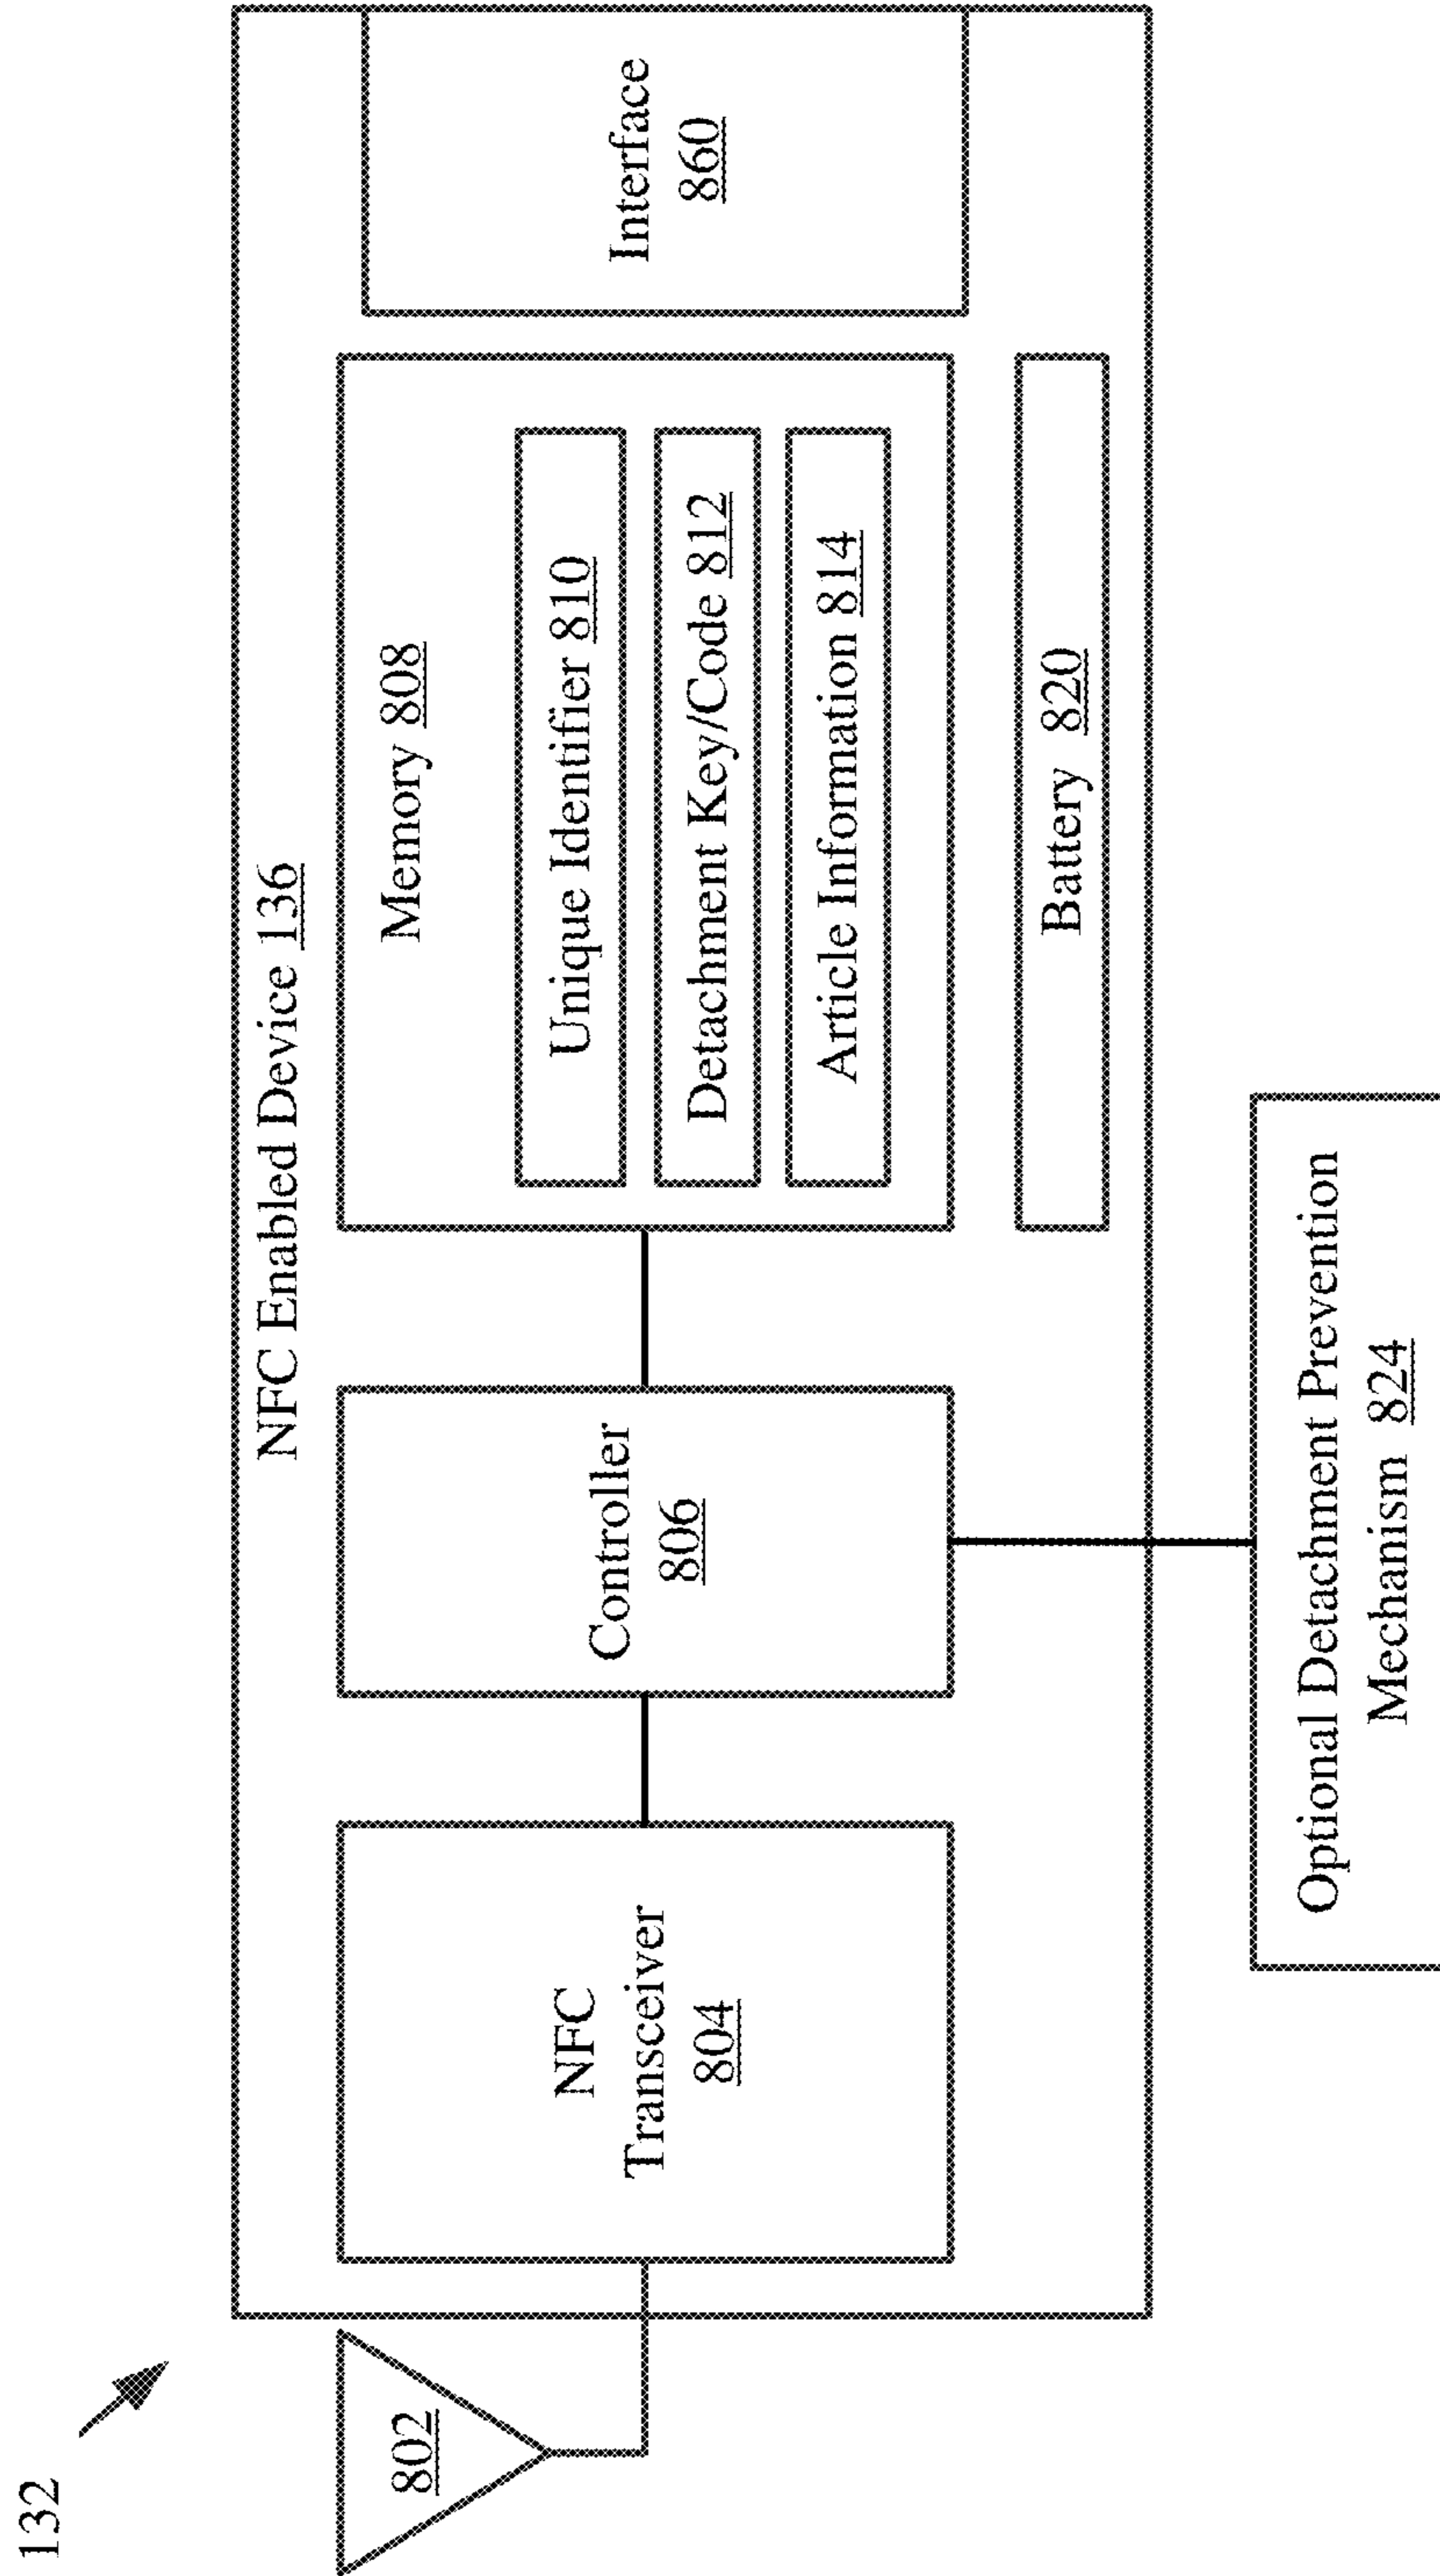 132
802
NFC Enabled Device 136
NFC
Transceiver
804
Controller
806
Memory 808
Unique Identifier 810
Detachment Key/Code 812
Article Information 814
Battery 820
Interface
860
Optional Detachment Prevention
Mechanism 824